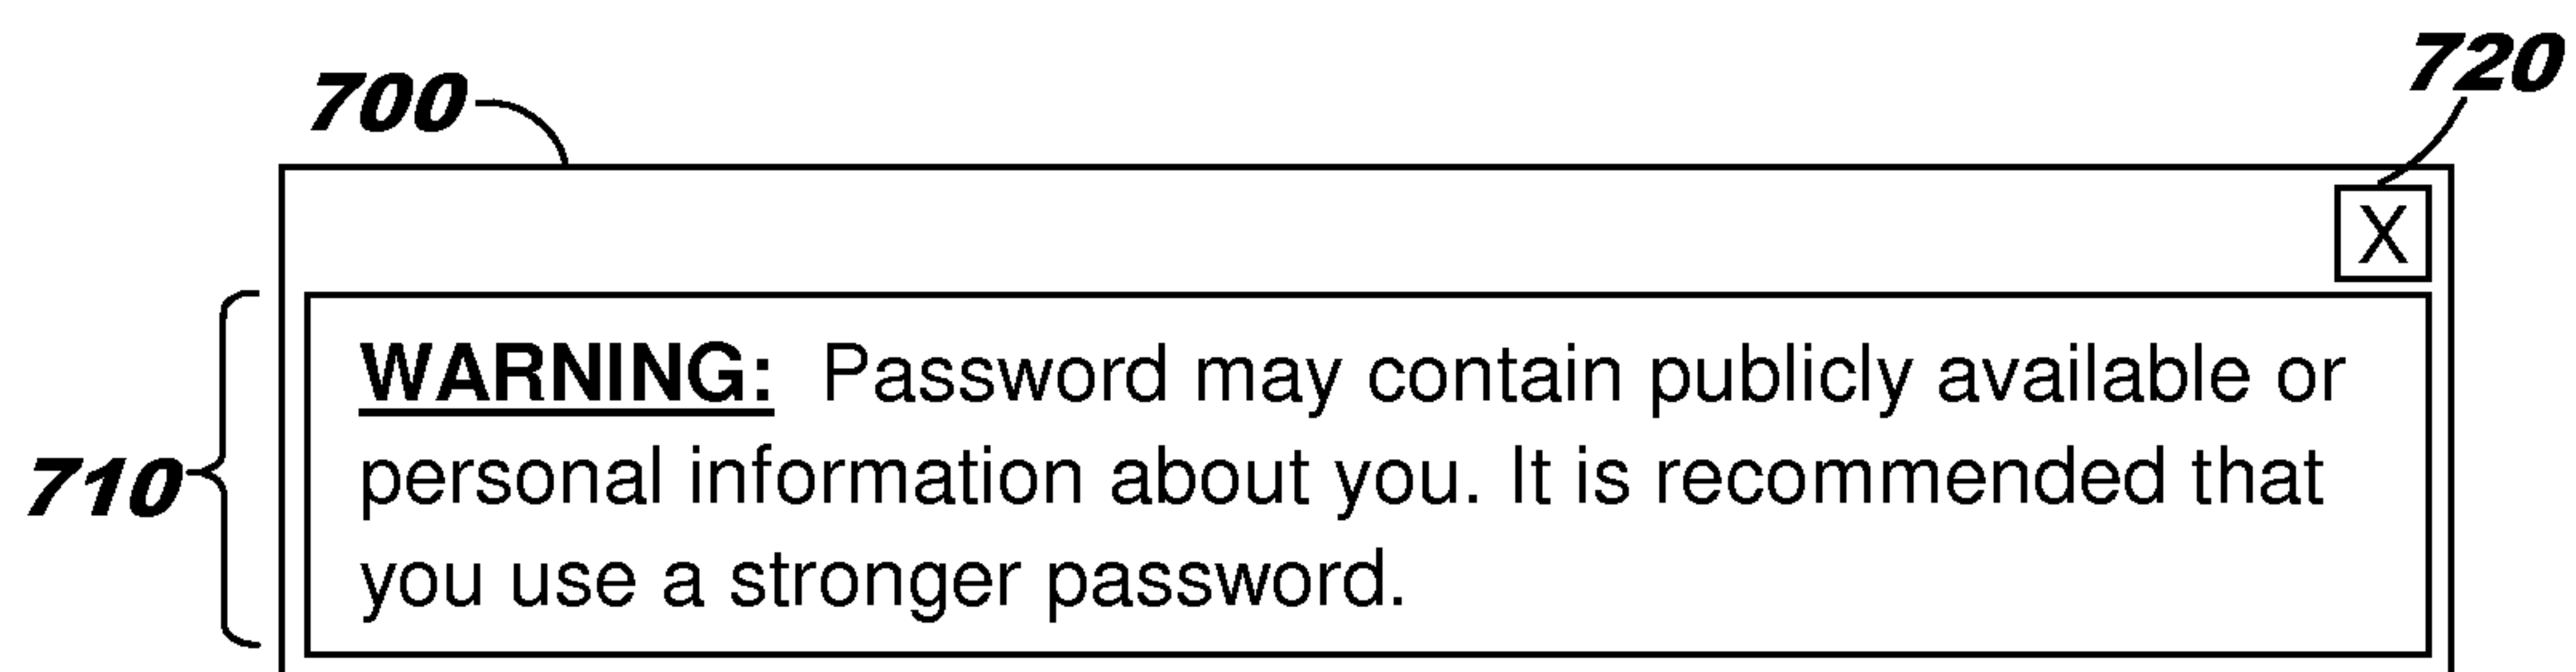 700
720
X
WARNING: Password may contain publicly available or
personal information about you. It is recommended that
710
you use a stronger password.